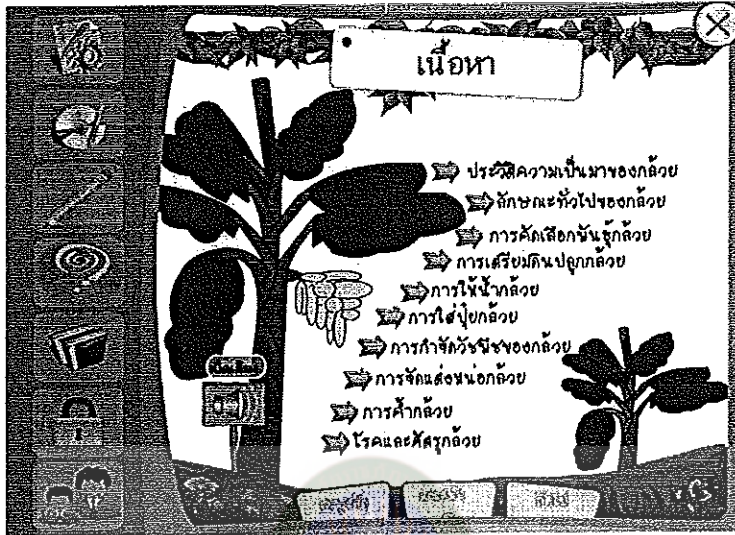 เนื้อหา
ประวัติความเป็นมาของกล้วย
ลักษณะทั่วไปของกล้วย
การคัดเลือกพันธุ์กล้วย
การเตรียมดินปลูกกล้วย
การให้น้ำกล้วย
การใส่ปุ๋ยกล้วย
การกำจัดวัชพืชของกล้วย
การจัดแต่งหน่อกล้วย
การค้ำกล้วย
โรคและศัตรูกล้วย